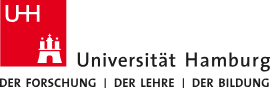 UHH
Universität Hamburg
DER FORSCHUNG | DER LEHRE | DER BILDUNG